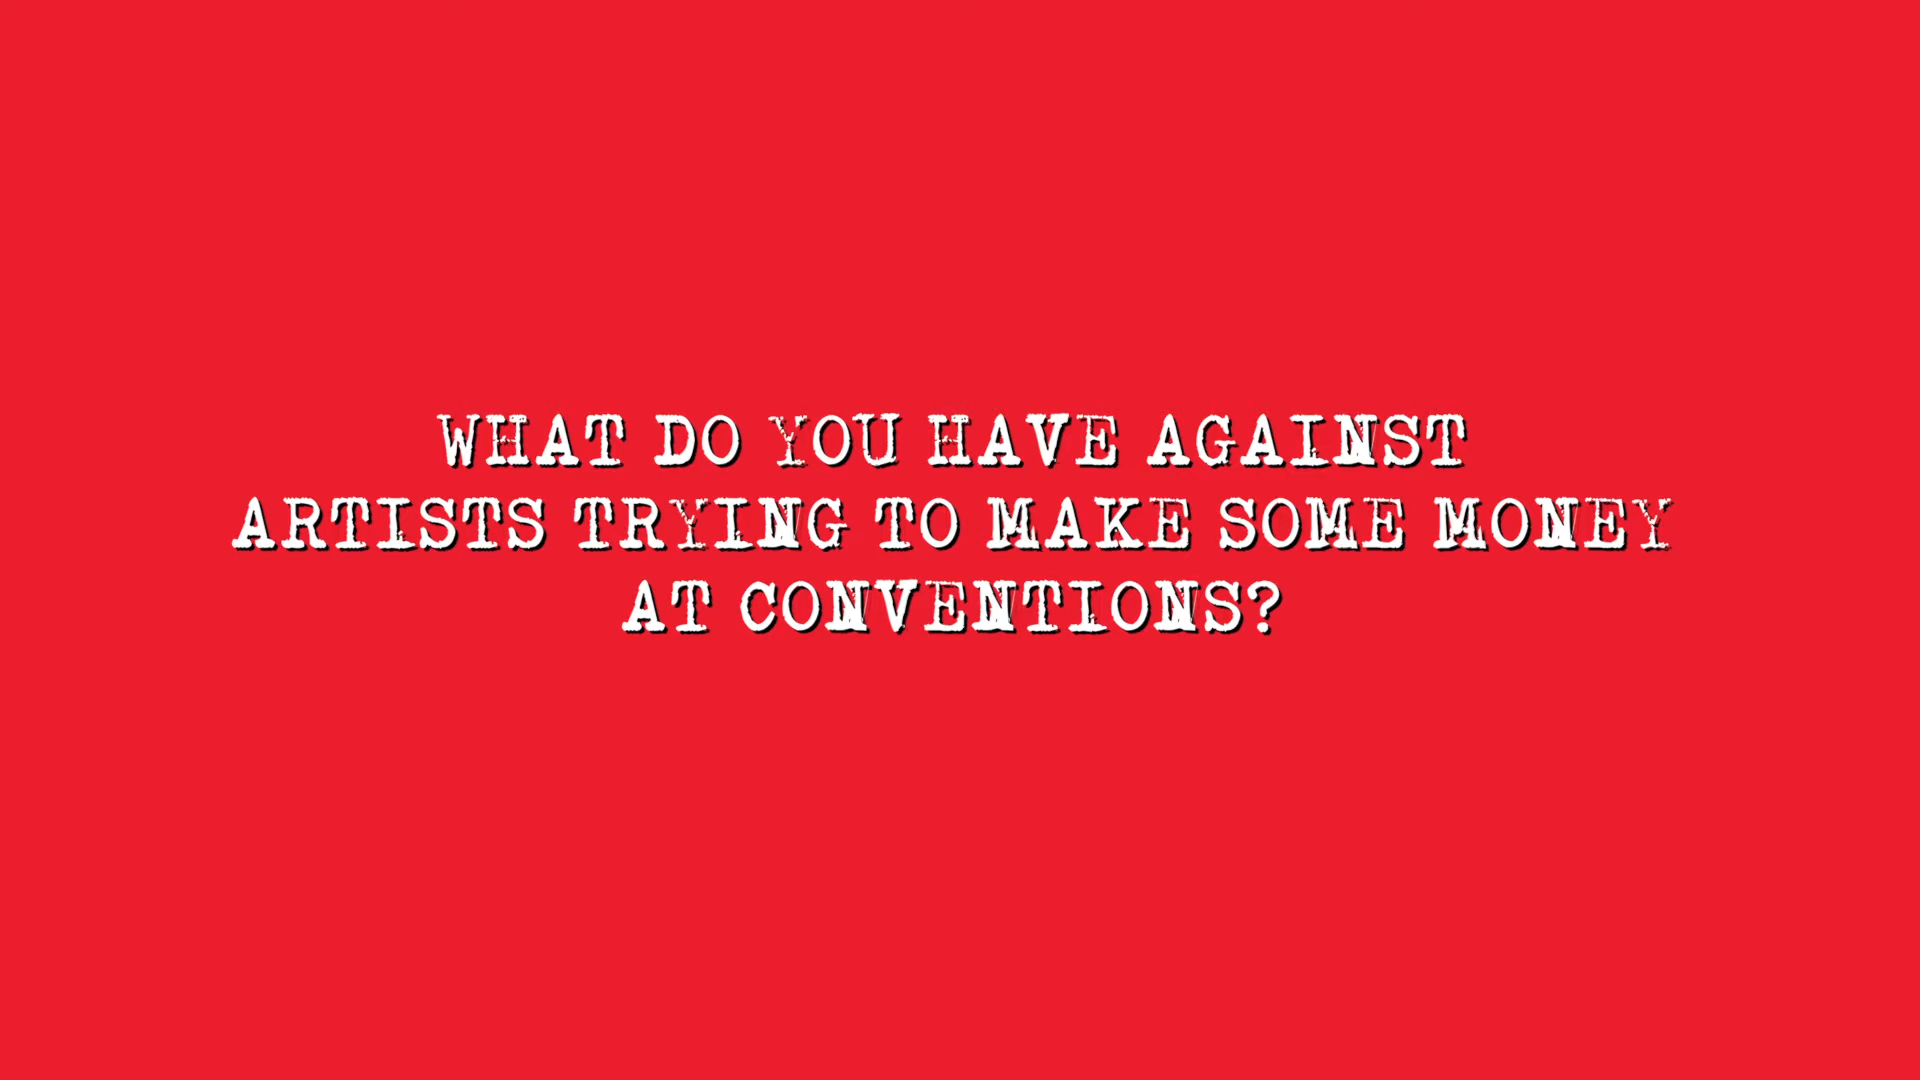 WHAT DO YOU HAVE AGAINST
ARTISTS TRYING TO MAKE SOME MONEY
AT CONVENTIONS?